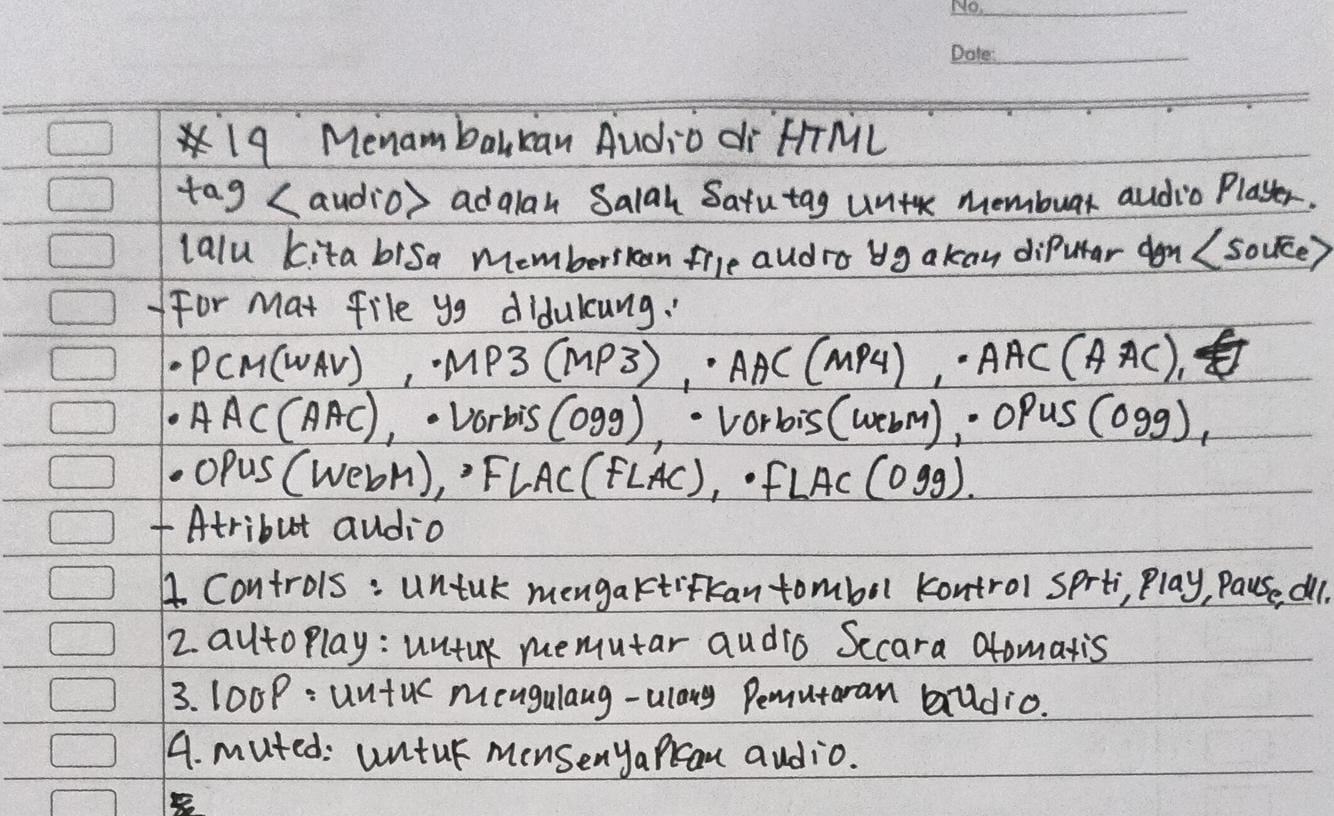 No.
Date:
#19 Menambahkan Audio di HTML
tag <audio> adalah Salah Satu tag untuk membuat audio Player.
lalu kita bisa memberikan file audio yg akan diputar dgn <source>
- For Mat file yg didukung:
• PCM(WAV) , • MP3 (MP3) , • AAC (MP4) , • AAC (AAC),
• AAC (AAC), • Vorbis (Ogg) , • Vorbis (WebM) , • OPUS (Ogg) ,
• OPUS (WebM), • FLAC (FLAC), • FLAC (Ogg).
- Atribut audio
1. Controls : untuk mengaktifkan tombol kontrol sprti, Play, Pause, dll.
2. autoplay : untuk memutar audio Secara otomatis
3. loop : untuk mengulang - ulang Pemutaran audio.
4. muted: untuk mensenyapkan audio.